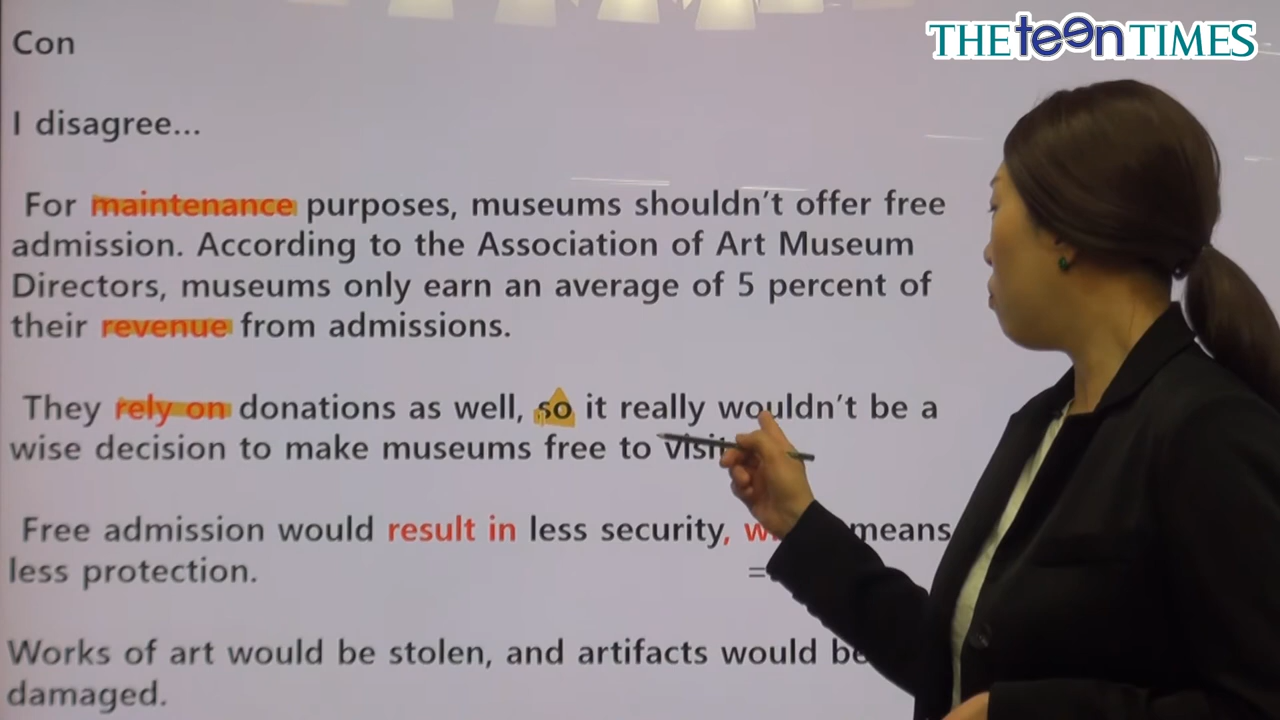 THE teen TIMES
Con
I disagree...
For maintenance purposes, museums shouldn't offer free
admission. According to the Association of Art Museum
Directors, museums only earn an average of 5 percent of
their revenue from admissions.
They rely on donations as well, so it really wouldn't be a
wise decision to make museums free to visit
Free admission would result in less security, means
less protection.
=
Works of art would be stolen, and artifacts would be
damaged.